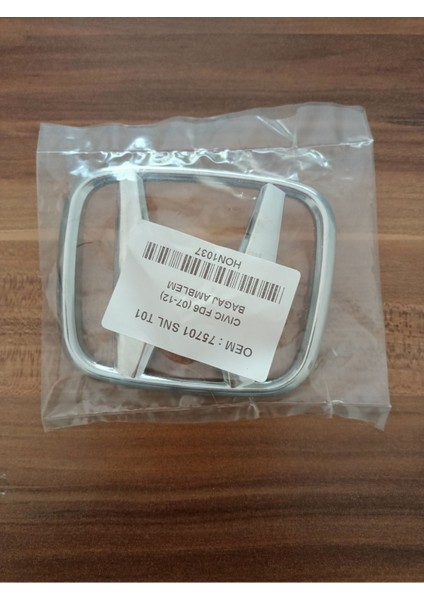 OEM : 75701 SNL T01
CIVIC FD6 (07-12)
BAGAJ AMBLEM
HON1037